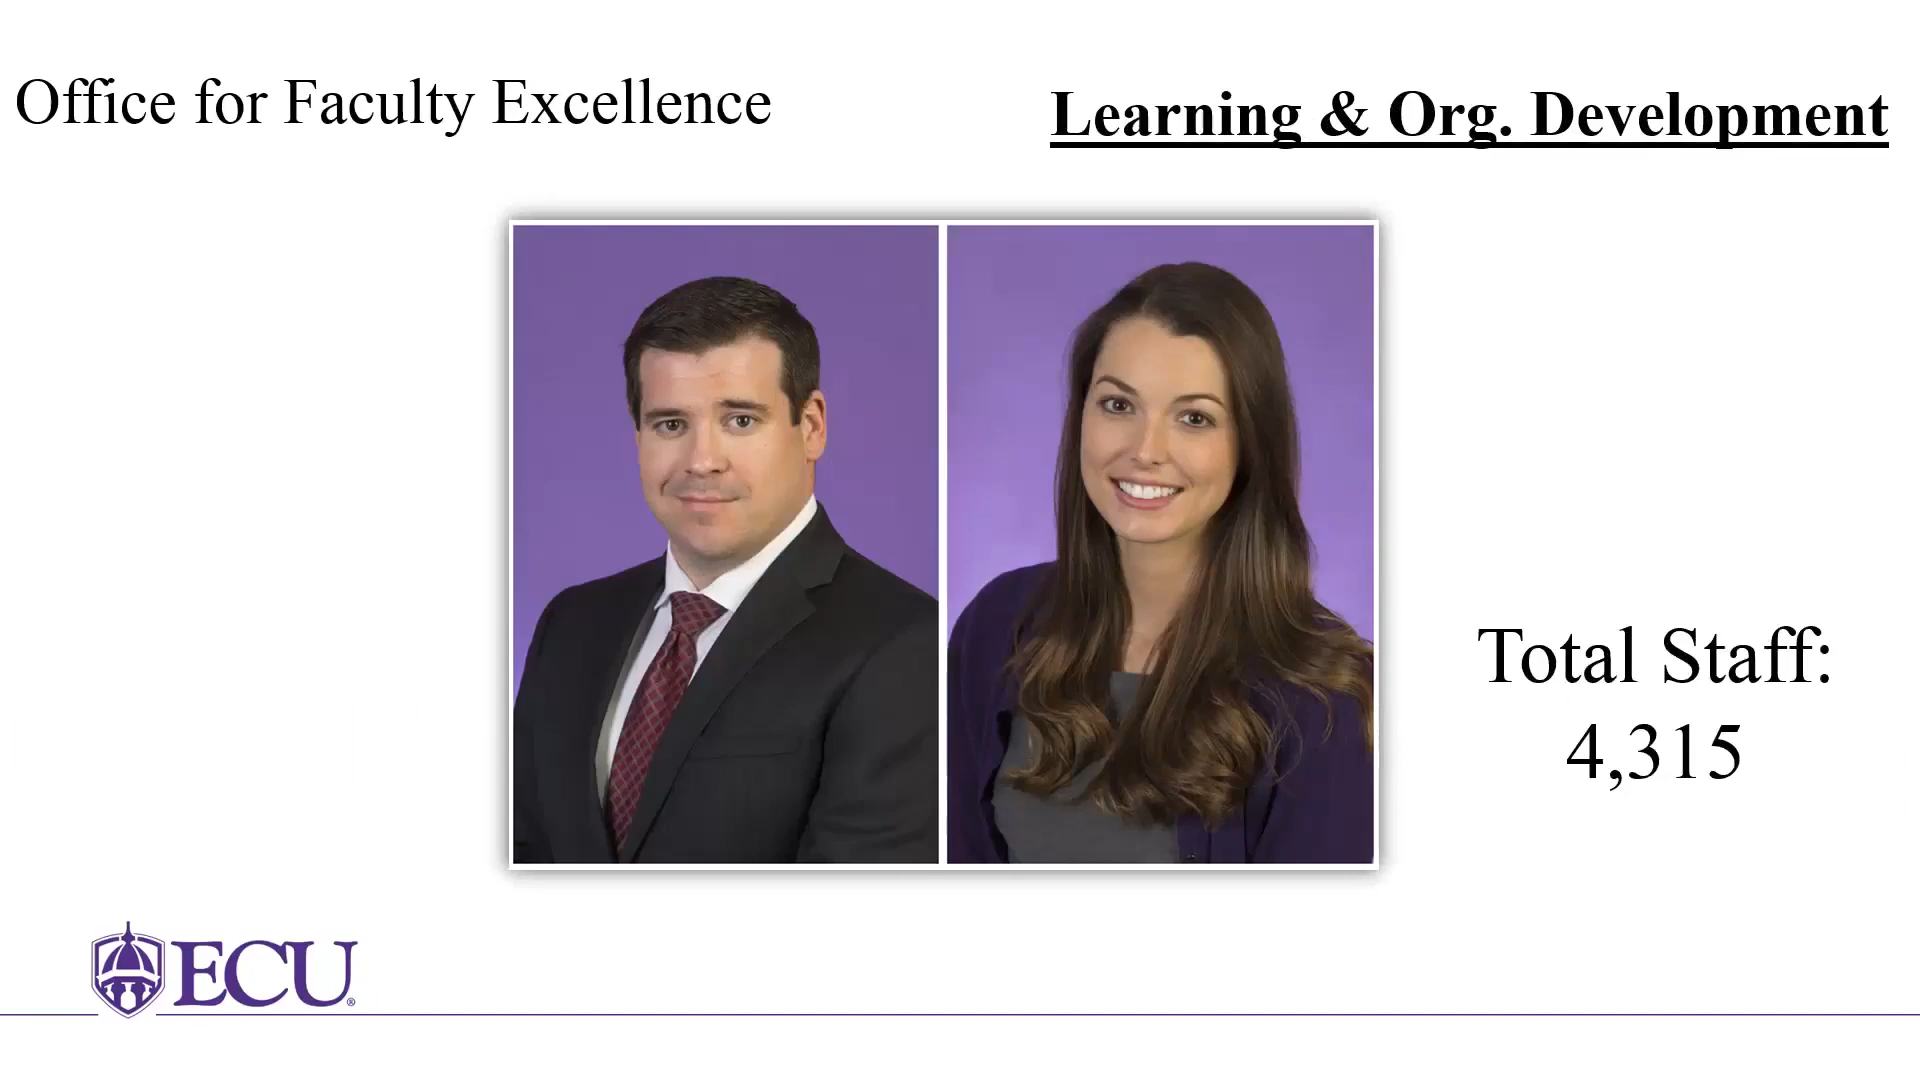 Office for Faculty Excellence
Learning & Org. Development
Total Staff:
4,315
ECU®